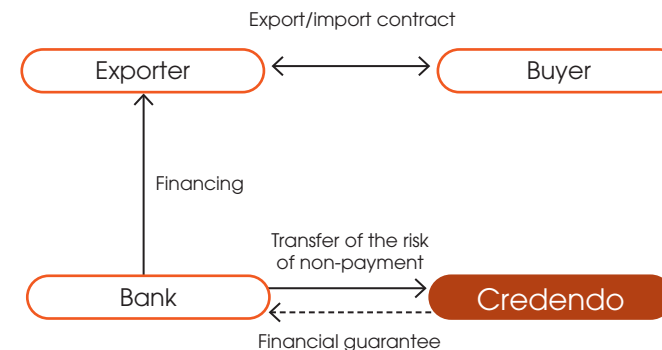 Export/import contract
Exporter
Buyer
Financing
Transfer of the risk
of non-payment
Bank
Credendo
Financial guarantee